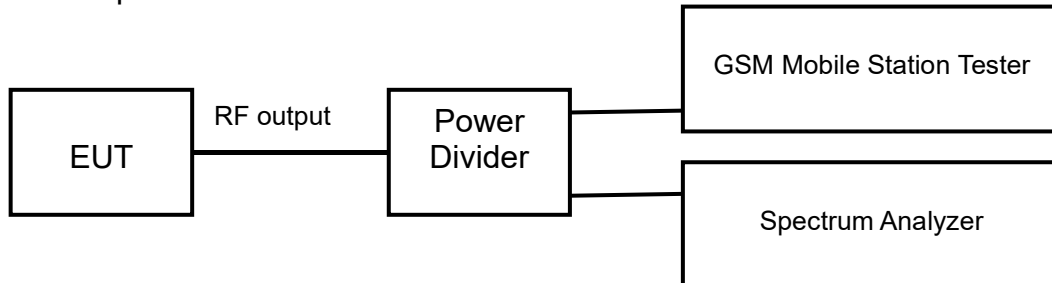 EUT
RF output
Power
Divider
GSM Mobile Station Tester
Spectrum Analyzer